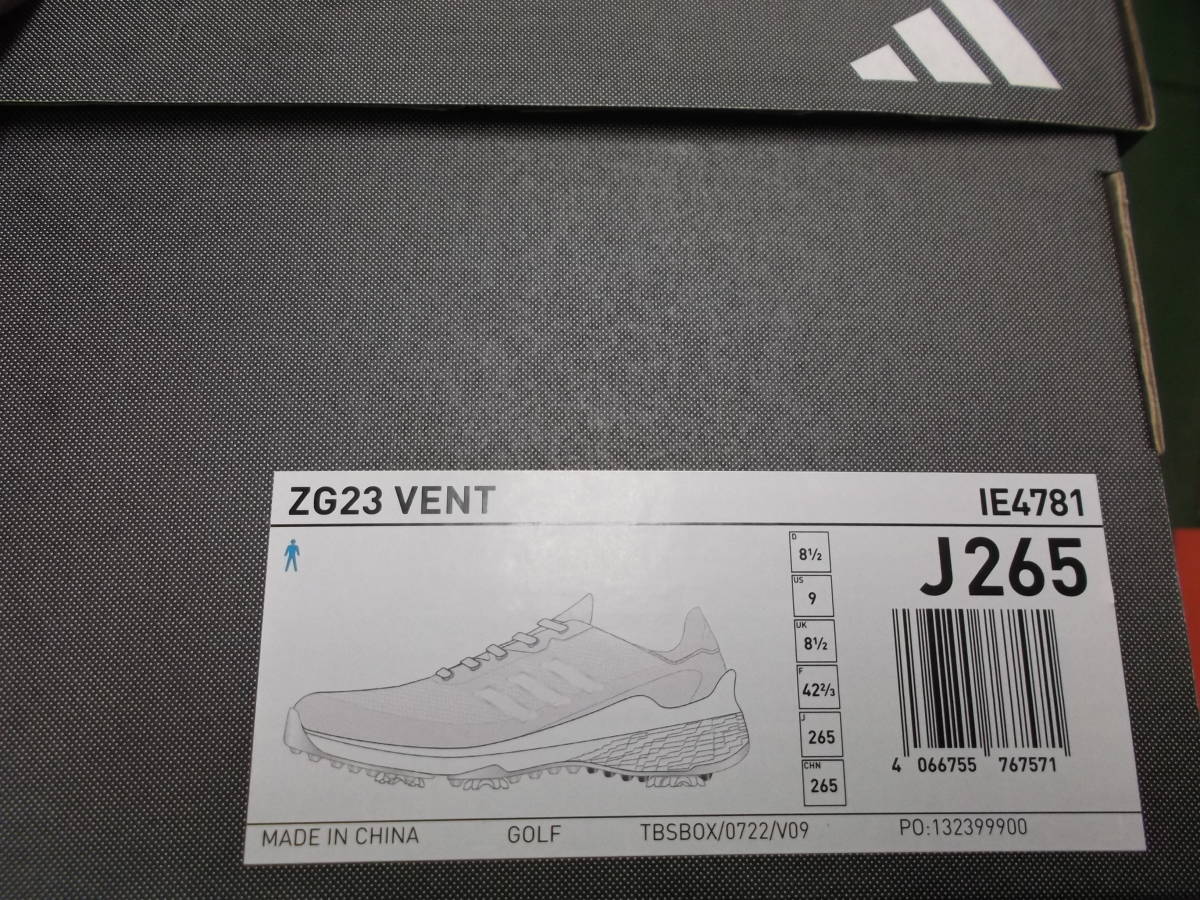 ZG23 VENT IE4781
J265
D 8½
US 9
UK 8½
F 42⅔
J 265
CHN 265
4 066755 767571
MADE IN CHINA GOLF TBSBOX/0722/V09 PO:132399900